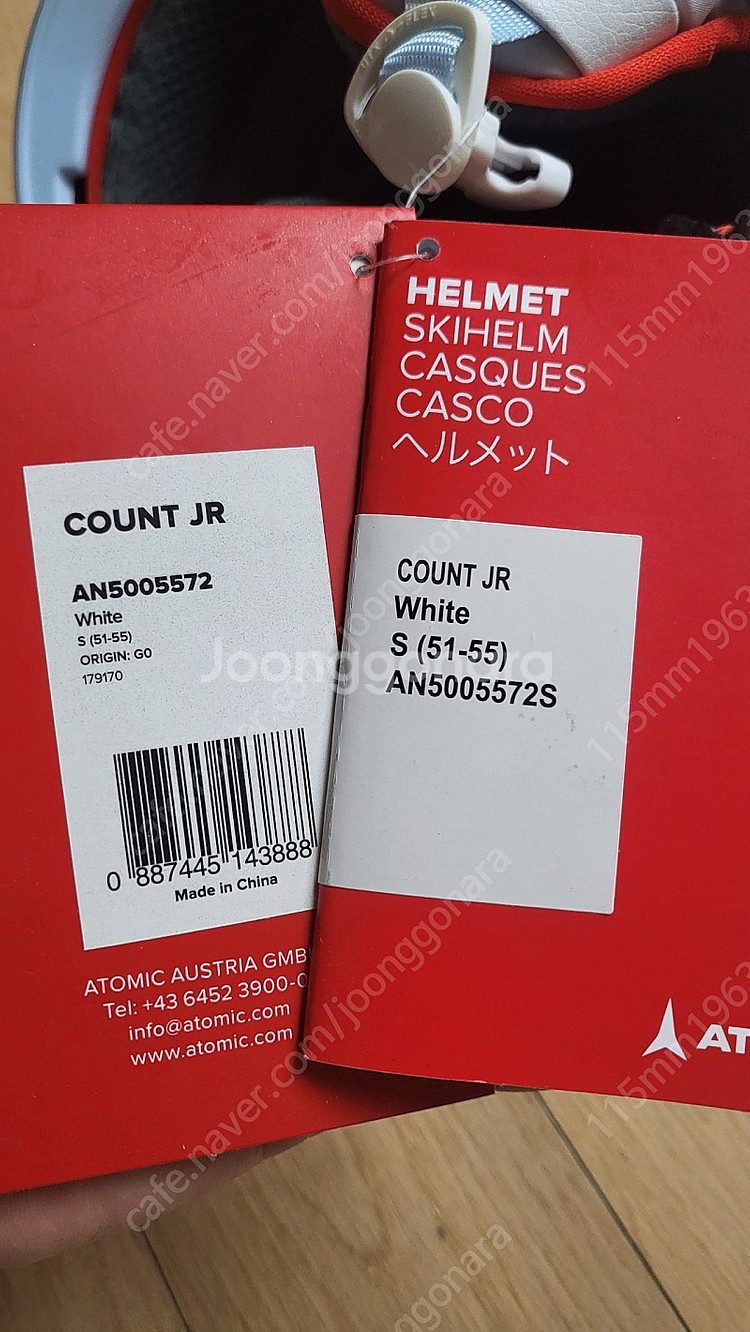 HELMET
SKIHELM
CASQUES
CASCO
ヘルメット
COUNT JR
AN5005572
White
S (51-55)
ORIGIN: G0
179170
0 887445 143888
Made in China
ATOMIC AUSTRIA GMB
Tel: +43 6452 3900-0
info@atomic.com
www.atomic.com
COUNT JR
White
S (51-55)
AN5005572S
AT
Joonggonara
cafe.naver.com/joonggonara
115mm1963